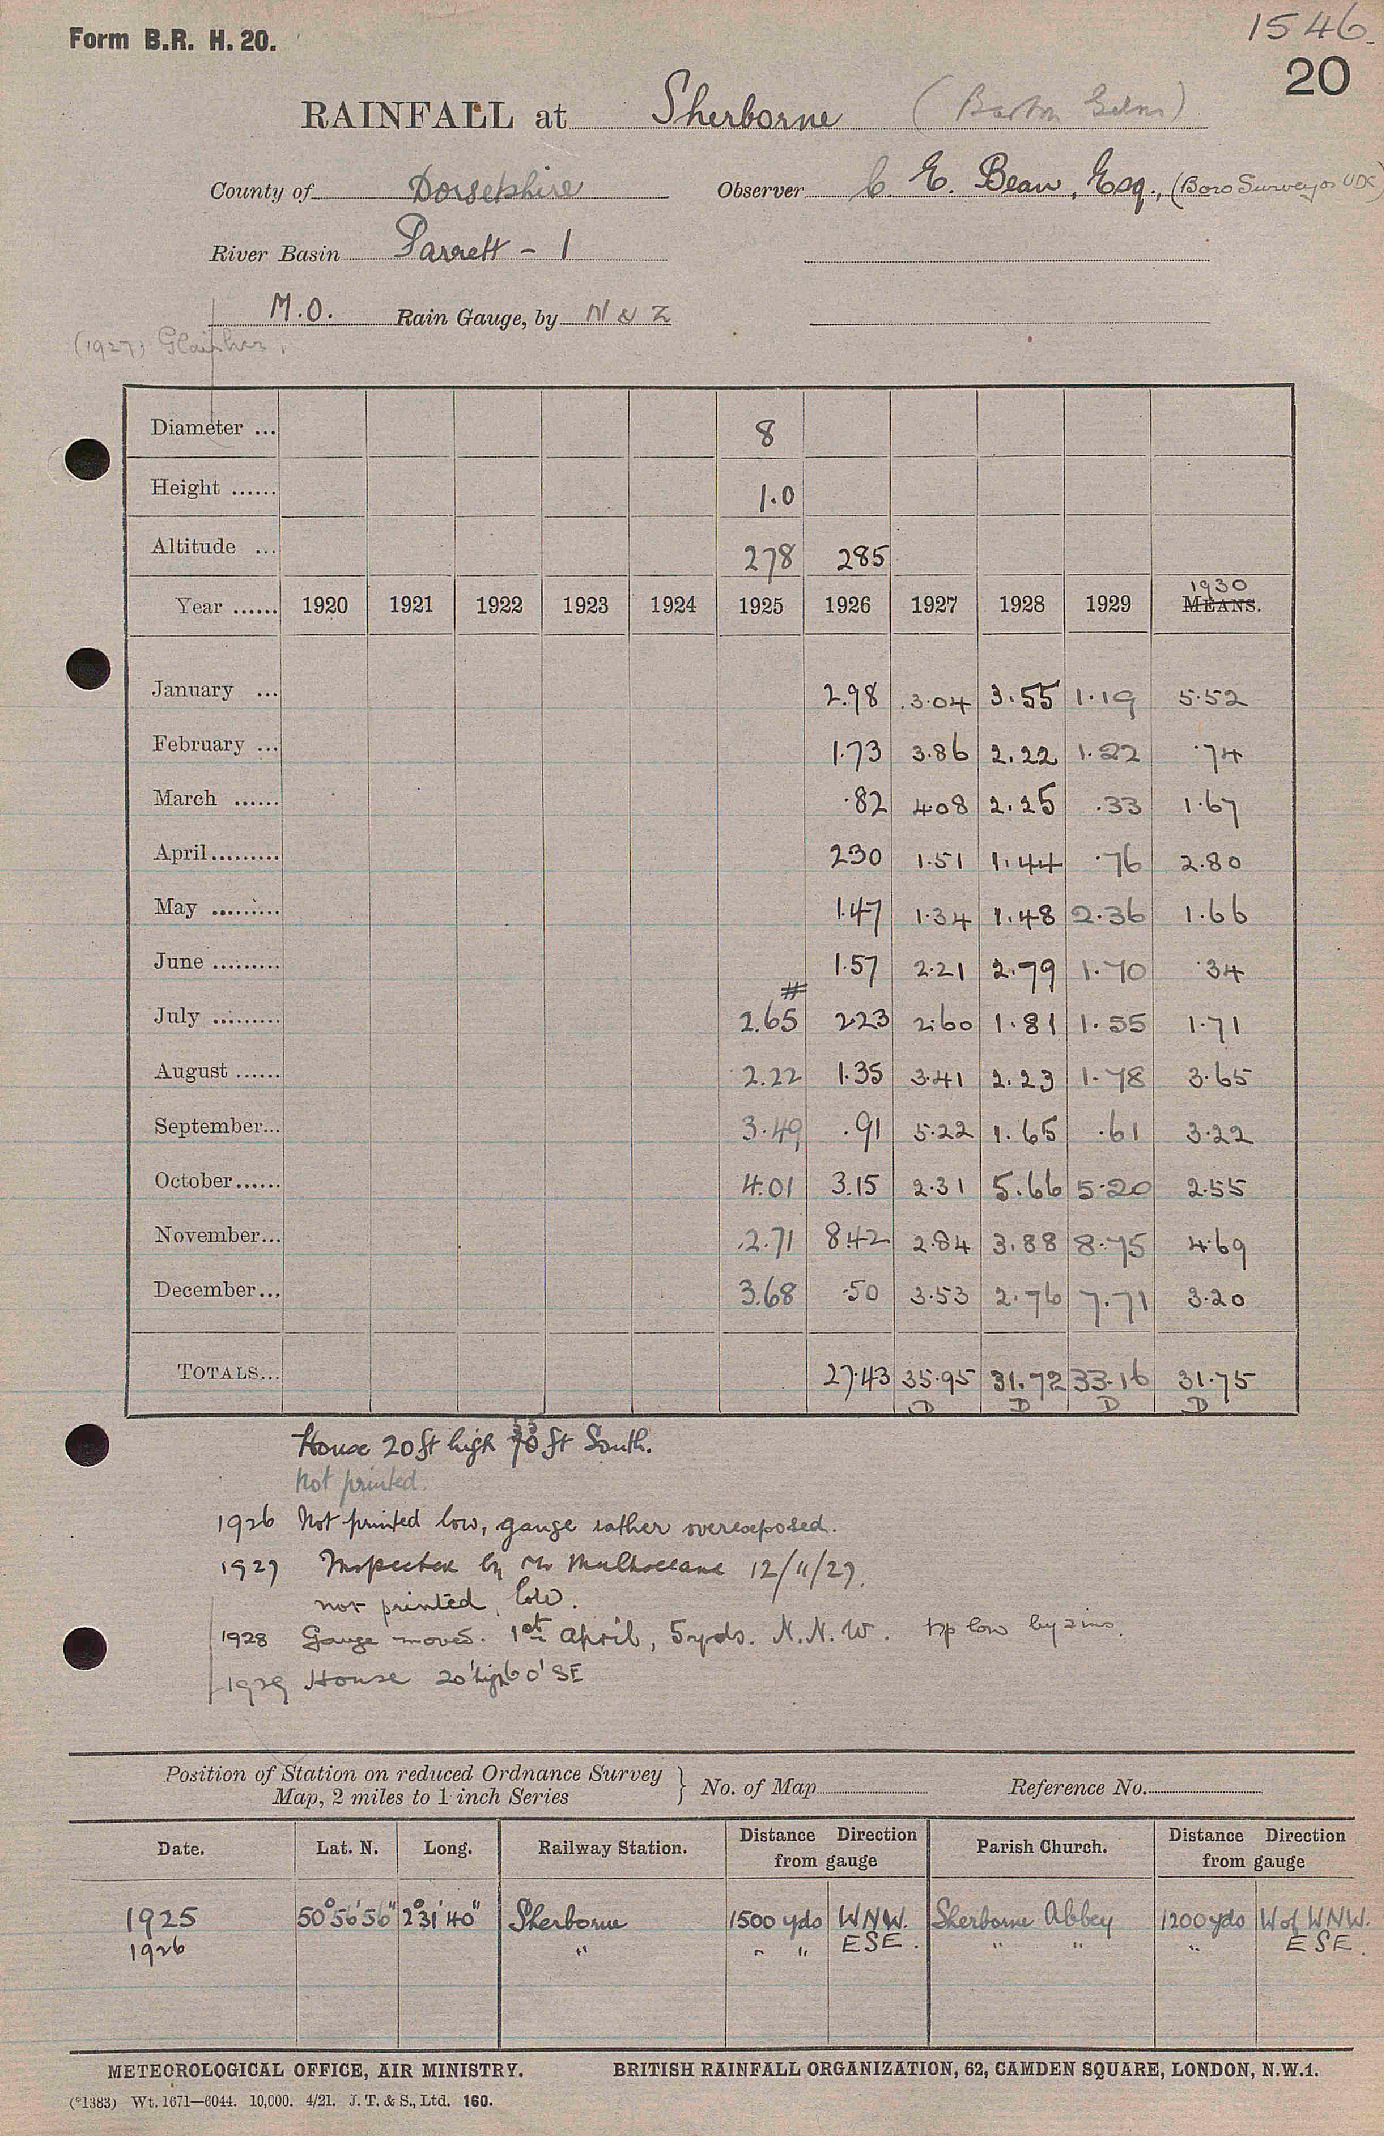 Form B.R. H. 20.
1546.
20
RAINFALL at Sherborne (Barton Gdns)
County of Dorsetshire Observer C E. Bean, Esq., (Boro Surveyor UDC)
River Basin Parrett - 1
M.O. Rain Gauge, by N & Z
(1927) Glaisher.
Diameter ... 8
Height ...... 1.0
Altitude ... 278 285
1930
Year ...... 1920 1921 1922 1923 1924 1925 1926 1927 1928 1929 MEANS.
January ... 2.98 3.04 3.55 1.19 5.52
February ... 1.73 3.86 2.22 1.22 .74
March ...... .82 4.08 2.25 .33 1.67
April......... 2.30 1.51 1.44 .76 2.80
May ......... 1.47 1.34 1.48 2.36 1.66
June ......... 1.57 2.21 2.79 1.70 .34
#
July ......... 2.65 2.23 2.60 1.81 1.55 1.71
August ...... 2.22 1.35 3.41 2.23 1.78 3.65
September... 3.49 .91 5.22 1.65 .61 3.22
October...... 4.01 3.15 2.31 5.66 5.20 2.55
November... 2.71 8.42 2.84 3.88 8.75 4.69
December... 3.68 .50 3.53 2.76 7.71 3.20
TOTALS... 27.43 35.95 31.72 33.16 31.75
D D D D
House 20 ft high ft South.
Not printed.
1926 Not printed low, gauge rather overexposed.
1927 Inspected by Mr 12/11/27.
not printed, low.
1928 Gauge moved. 1st April, 5 yds. N.N.W. top low by 2 ins.
1929 House 20' high 60' SE
Position of Station on reduced Ordnance Survey
Map, 2 miles to 1 inch Series } No. of Map Reference No.
Date. Lat. N. Long. Railway Station. Distance Direction from gauge Parish Church. Distance Direction from gauge
1925 50° 56' 56" 2° 31' 40" Sherborne 1500 yds WNW. Sherborne Abbey 1200 yds W of WNW.
1926 " " " ESE. " " " ESE.
METEOROLOGICAL OFFICE, AIR MINISTRY. BRITISH RAINFALL ORGANIZATION, 62, CAMDEN SQUARE, LONDON, N.W.1.
(*1383) Wt. 1671—6044. 10,000. 4/21. J. T. & S., Ltd. 160.